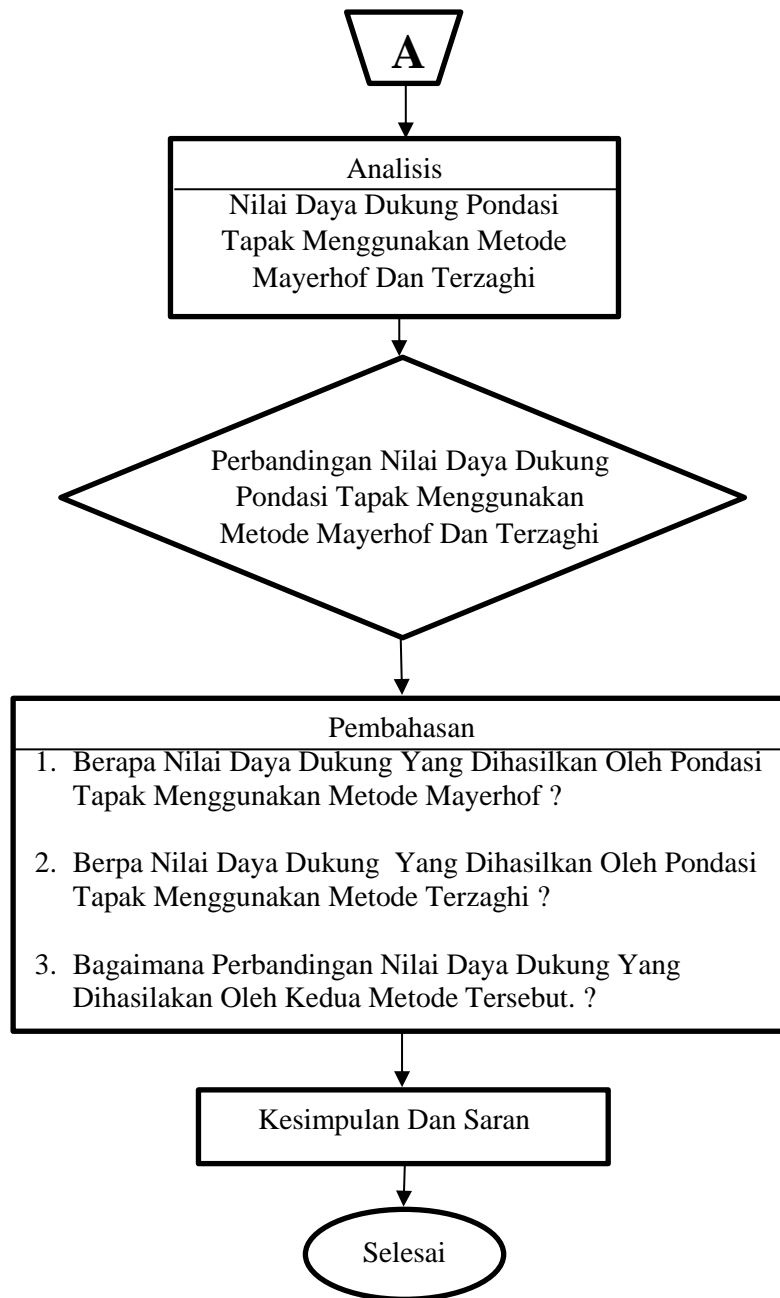 A
Analisis
Nilai Daya Dukung Pondasi
Tapak Menggunakan Metode
Mayerhof Dan Terzaghi
Perbandingan Nilai Daya Dukung
Pondasi Tapak Menggunakan
Metode Mayerhof Dan Terzaghi
Pembahasan
1. Berapa Nilai Daya Dukung Yang Dihasilkan Oleh Pondasi
Tapak Menggunakan Metode Mayerhof ?
2. Berpa Nilai Daya Dukung Yang Dihasilkan Oleh Pondasi
Tapak Menggunakan Metode Terzaghi ?
3. Bagaimana Perbandingan Nilai Daya Dukung Yang
Dihasilakan Oleh Kedua Metode Tersebut. ?
Kesimpulan Dan Saran
Selesai